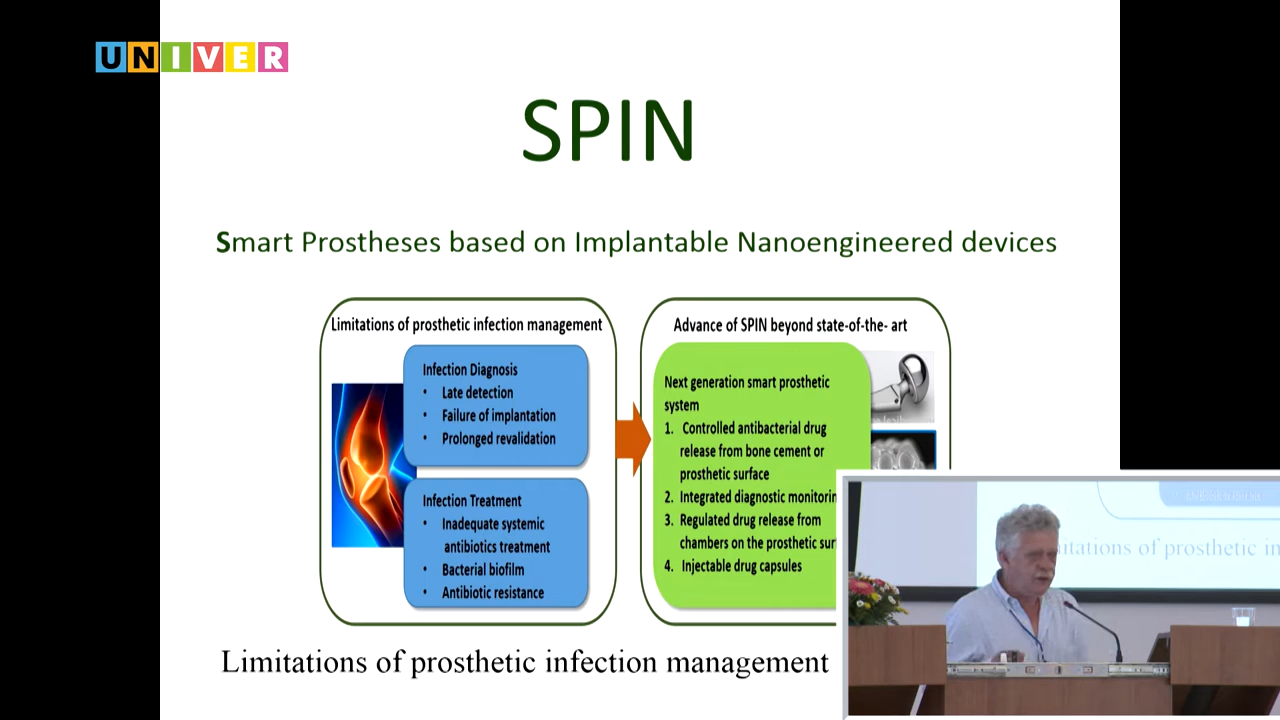 UNIVER
SPIN
Smart Prostheses based on Implantable Nanoengineered devices
Limitations of prosthetic infection management
Infection Diagnosis
• Late detection
• Failure of implantation
• Prolonged revalidation
Infection Treatment
• Inadequate systemic
antibiotics treatment
• Bacterial biofilm
• Antibiotic resistance
Advance of SPIN beyond state-of-the- art
Next generation smart prosthetic
system
1. Controlled antibacterial drug
release from bone cement or
prosthetic surface
2. Integrated diagnostic monitorin
3. Regulated drug release from
chambers on the prosthetic sur
4. Injectable drug capsules
Limitations of prosthetic infection management
itations of prosthetic in